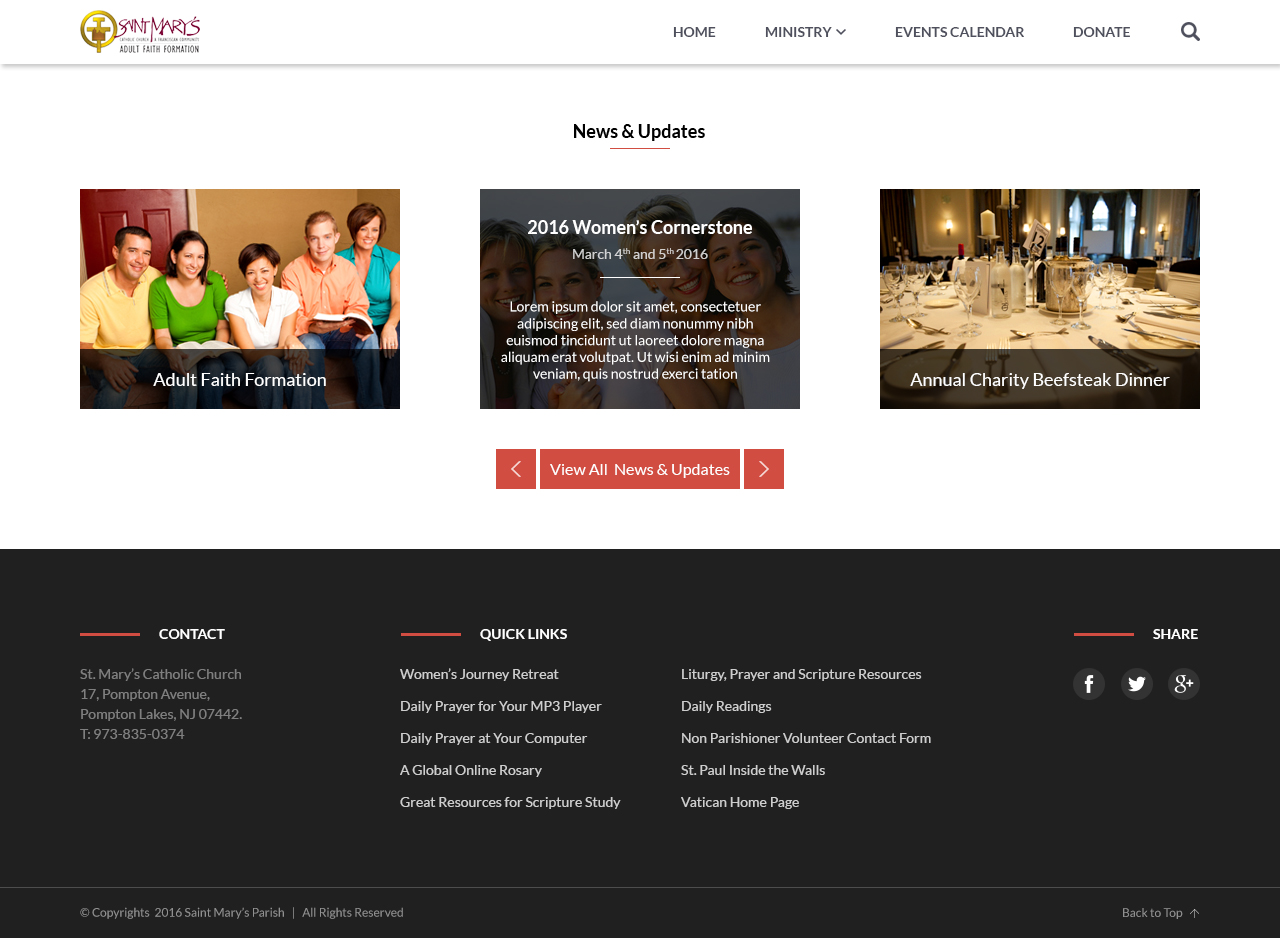 SAINT MARY'S
CATHOLIC CHURCH & FRANCISCAN COMMUNITY
ADULT FAITH FORMATION
HOME
MINISTRY
EVENTS CALENDAR
DONATE
News & Updates
Adult Faith Formation
2016 Women’s Cornerstone
March 4th and 5th 2016
Lorem ipsum dolor sit amet, consectetuer
adipiscing elit, sed diam nonummy nibh
euismod tincidunt ut laoreet dolore magna
aliquam erat volutpat. Ut wisi enim ad minim
veniam, quis nostrud exerci tation
12
Annual Charity Beefsteak Dinner
View All News & Updates
CONTACT
St. Mary’s Catholic Church
17, Pompton Avenue,
Pompton Lakes, NJ 07442.
T: 973-835-0374
QUICK LINKS
Women’s Journey Retreat
Daily Prayer for Your MP3 Player
Daily Prayer at Your Computer
A Global Online Rosary
Great Resources for Scripture Study
Liturgy, Prayer and Scripture Resources
Daily Readings
Non Parishioner Volunteer Contact Form
St. Paul Inside the Walls
Vatican Home Page
SHARE
© Copyrights 2016 Saint Mary’s Parish | All Rights Reserved
Back to Top